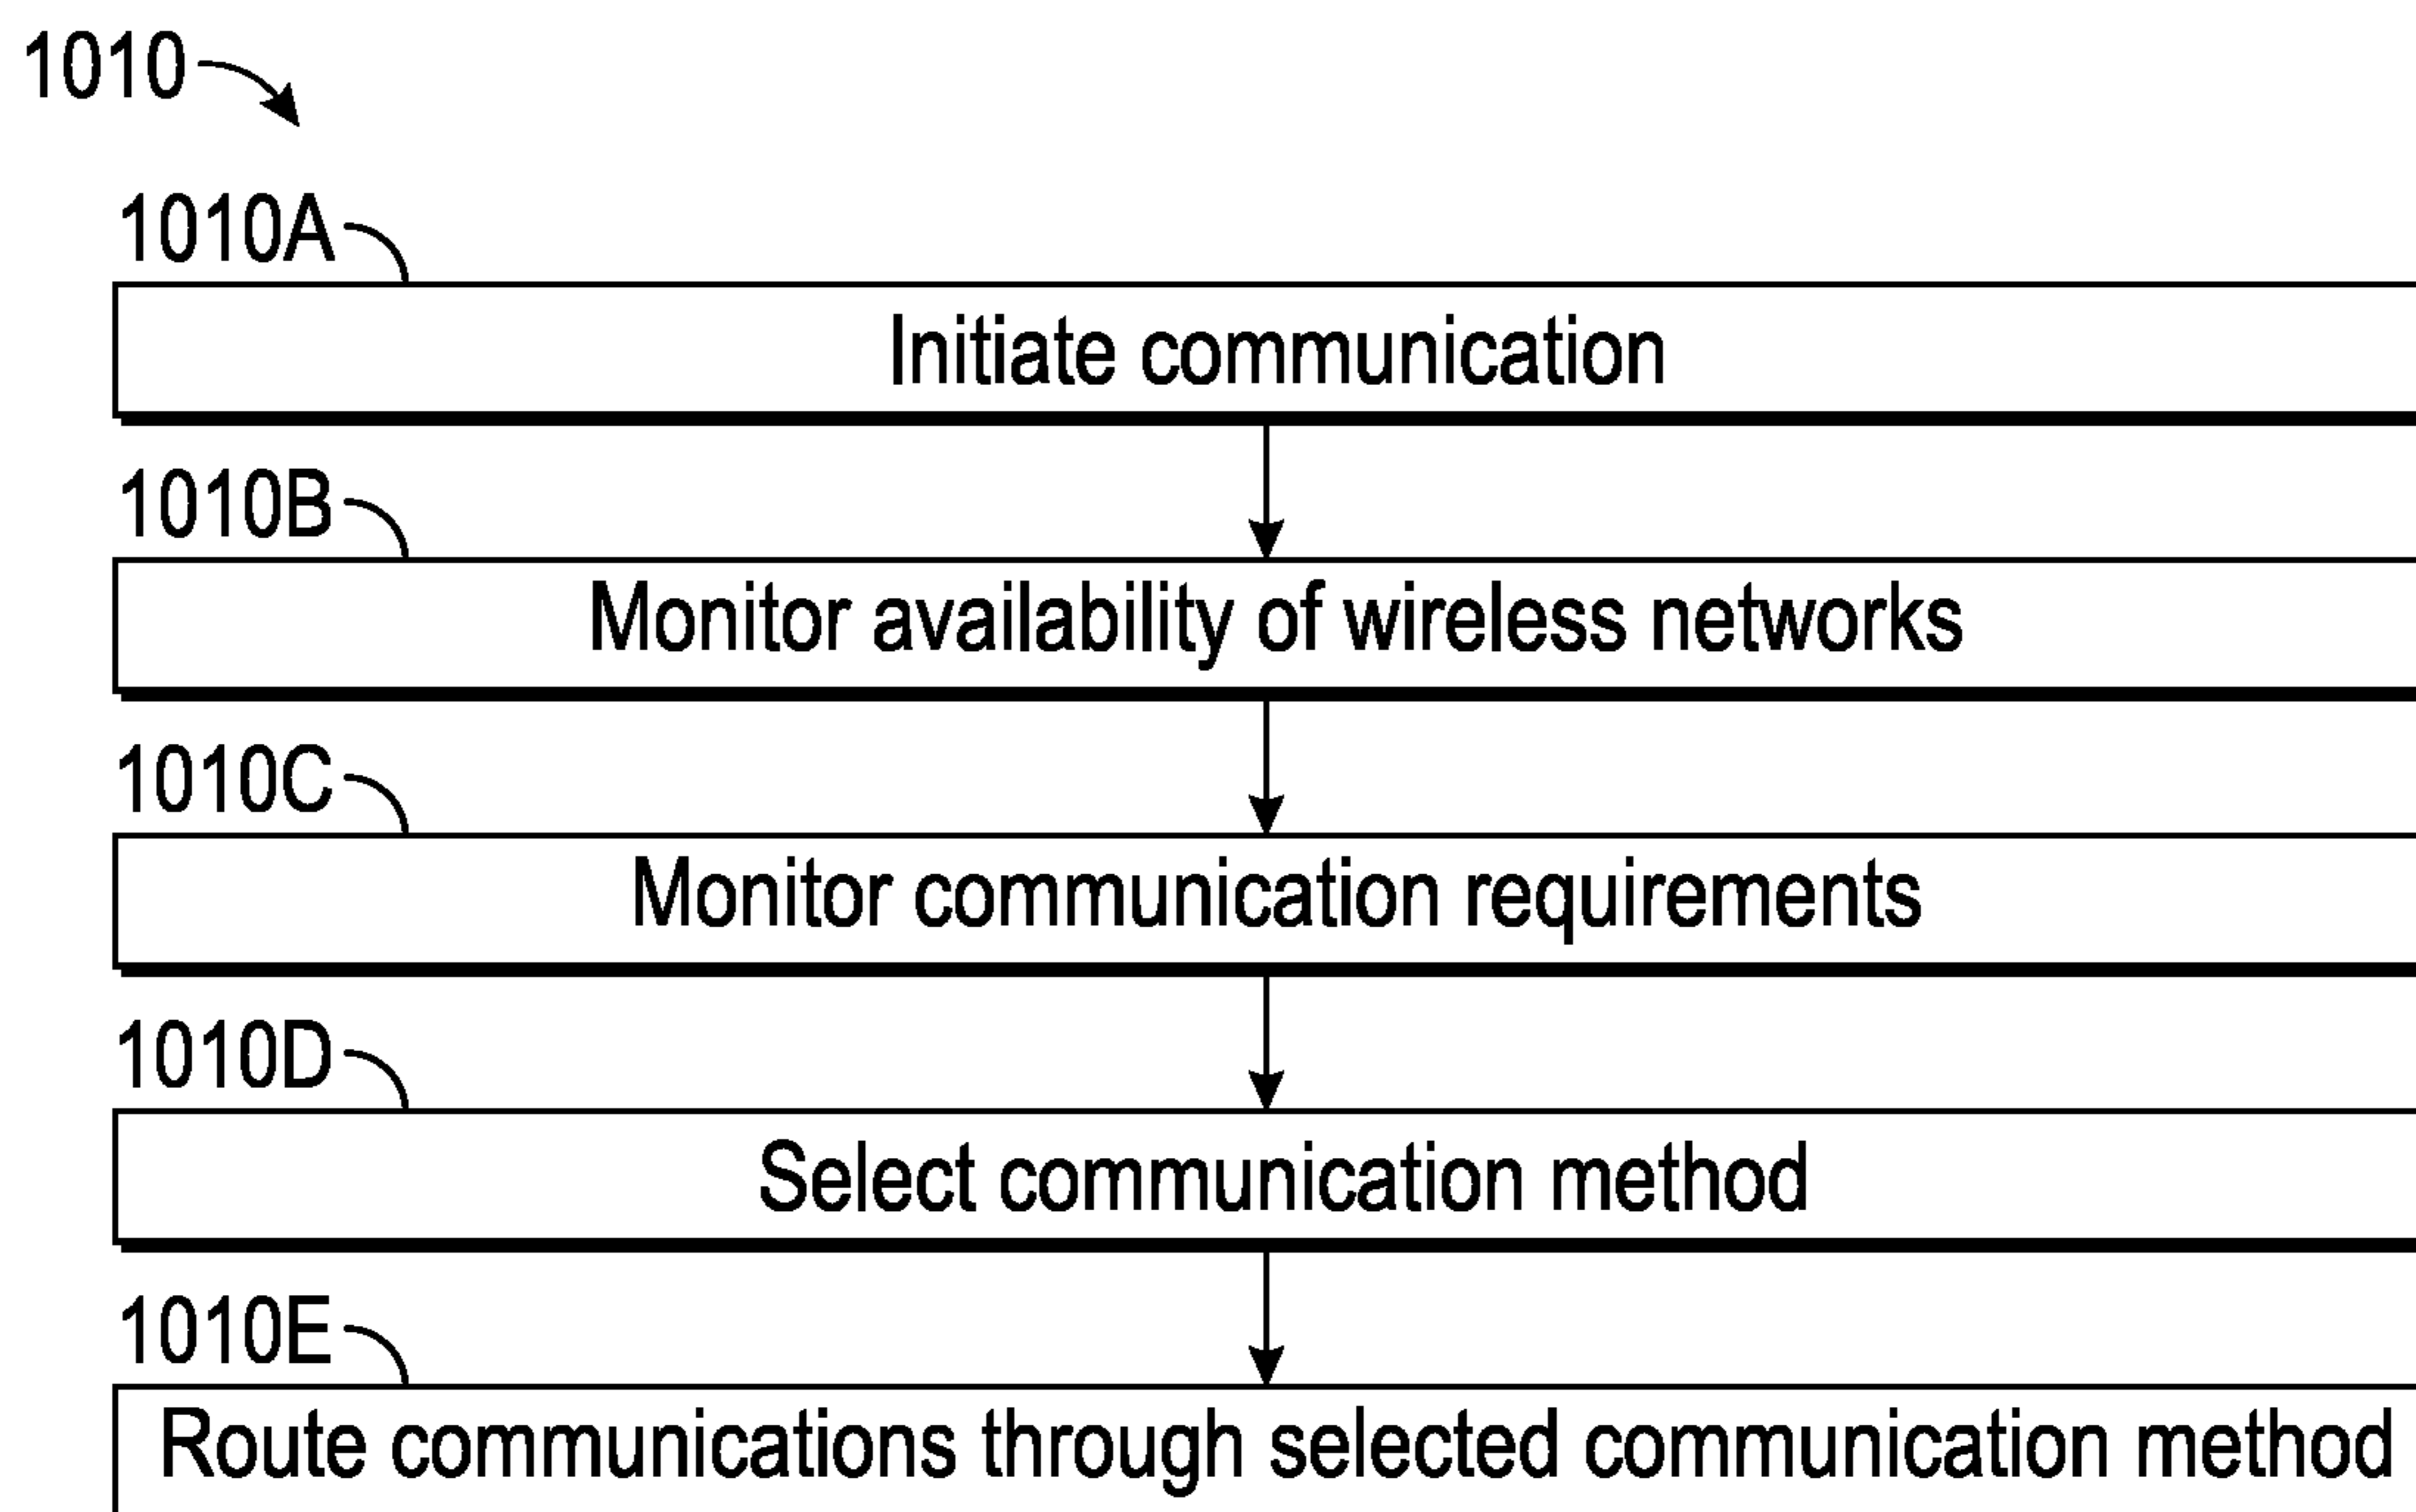 1010
1010A
Initiate communication
1010B
Monitor availability of wireless networks
1010C
Monitor communication requirements
1010D
Select communication method
1010E
Route communications through selected communication method